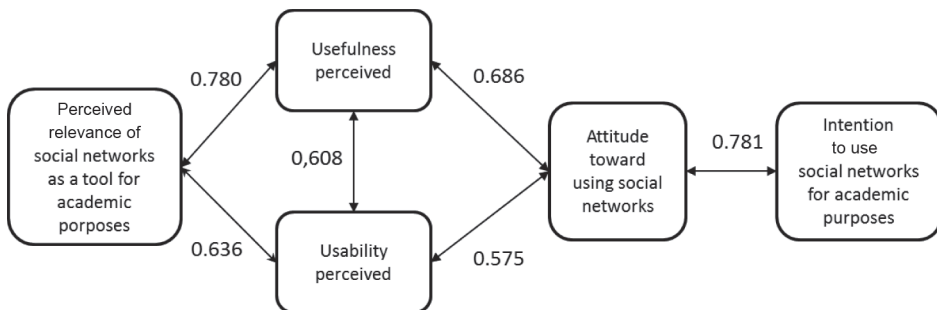 Perceived
relevance of
social networks
as a tool for
academic
porposes
0.780
0.636
Usefulness
perceived
0,608
Usability
perceived
0.686
0.575
Attitude
toward
using social
networks
0.781
Intention
to use
social networks
for academic
purposes